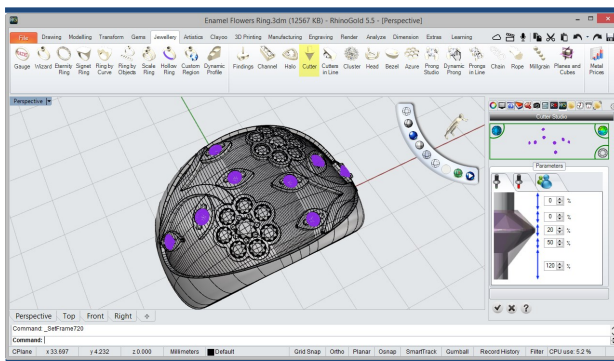 Enamel Flowers Ring.3dm (12567 KB) - RhinoGold 5.5 - [Perspective]
File Drawing Modelling Transform Gems Jewellery Artistics Clayoo 3D Printing Manufacturing Engraving Render Analyze Dimension Extras Learning
Gauge Wizard Eternity Ring Signet Ring Ring by Curve Ring by Objects Scale Ring Hollow Region Custom Region Dynamic Profile Findings Channel Halo Cutter Cutters in Line Cluster Head Bezel Azure Prong Studio Dynamic Prong Prongs in Line Chain Rope Millgrain Planes and Cubes Metal Prices
Perspective
Cutter Studio
Parameters
0 %
0 %
20 %
50 %
120 %
Perspective Top Front Right
Command: _SetFrame720
Command:
CPlane x 33.697 y 4.232 z 0.000 Millimeters Default Grid Snap Ortho Planar Osnap SmartTrack Gumball Record History Filter CPU use: 5.2 %